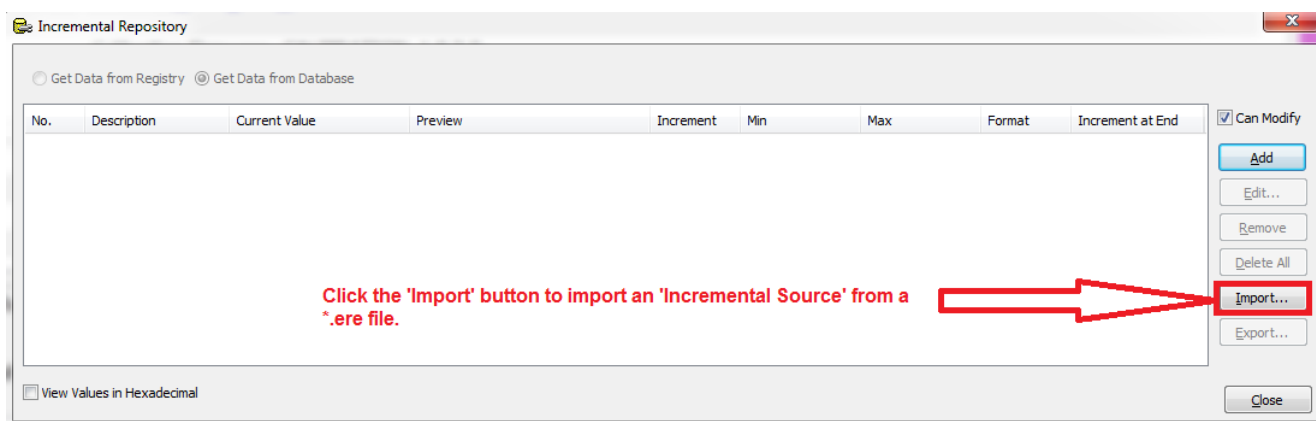 Incremental Repository
Get Data from Registry Get Data from Database
No. Description Current Value Preview Increment Min Max Format Increment at End
Can Modify
Add
Edit...
Remove
Delete All
Click the 'Import' button to import an 'Incremental Source' from a
*.ere file.
Import...
Export...
View Values in Hexadecimal
Close